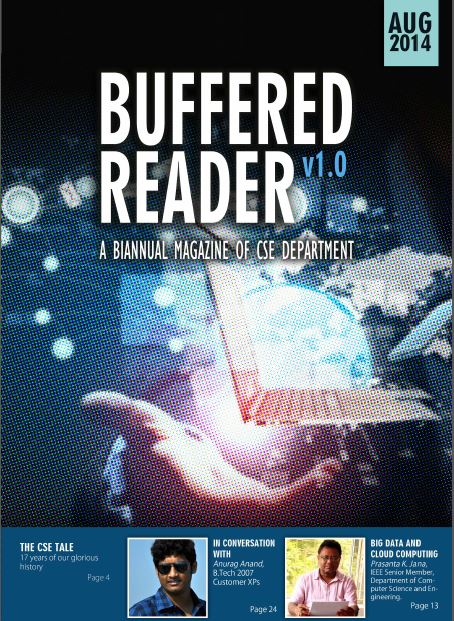 AUG
2014
BUFFERED
READER v1.0
A BIANNUAL MAGAZINE OF CSE DEPARTMENT
THE CSE TALE
17 years of our glorious
history
Page 4
IN CONVERSATION
WITH
Anurag Anand,
B.Tech 2007
Customer XPs
Page 24
BIG DATA AND
CLOUD COMPUTING
Prasanta K. Jana,
IEEE Senior Member,
Department of Com-
puter Science and En-
gineering.
Page 13